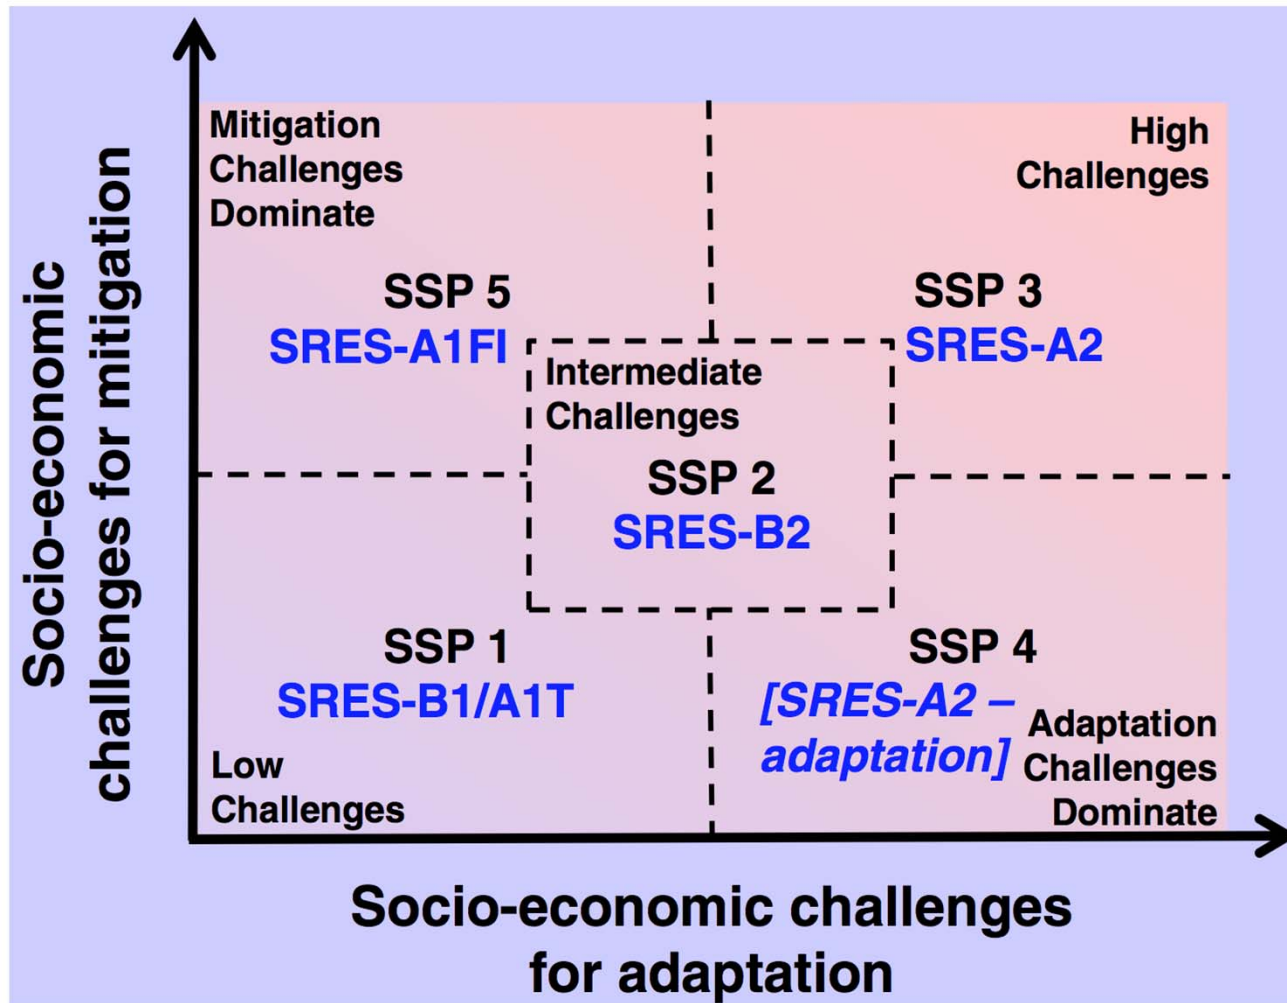 Socio-economic
challenges for mitigation
Mitigation
Challenges
Dominate
High
Challenges
SSP 5
SRES-A1FI
SSP 3
SRES-A2
Intermediate
Challenges
SSP 2
SRES-B2
SSP 1
SRES-B1/A1T
Low
Challenges
SSP 4
[SRES-A2 –
adaptation]
Adaptation
Challenges
Dominate
Socio-economic challenges
for adaptation